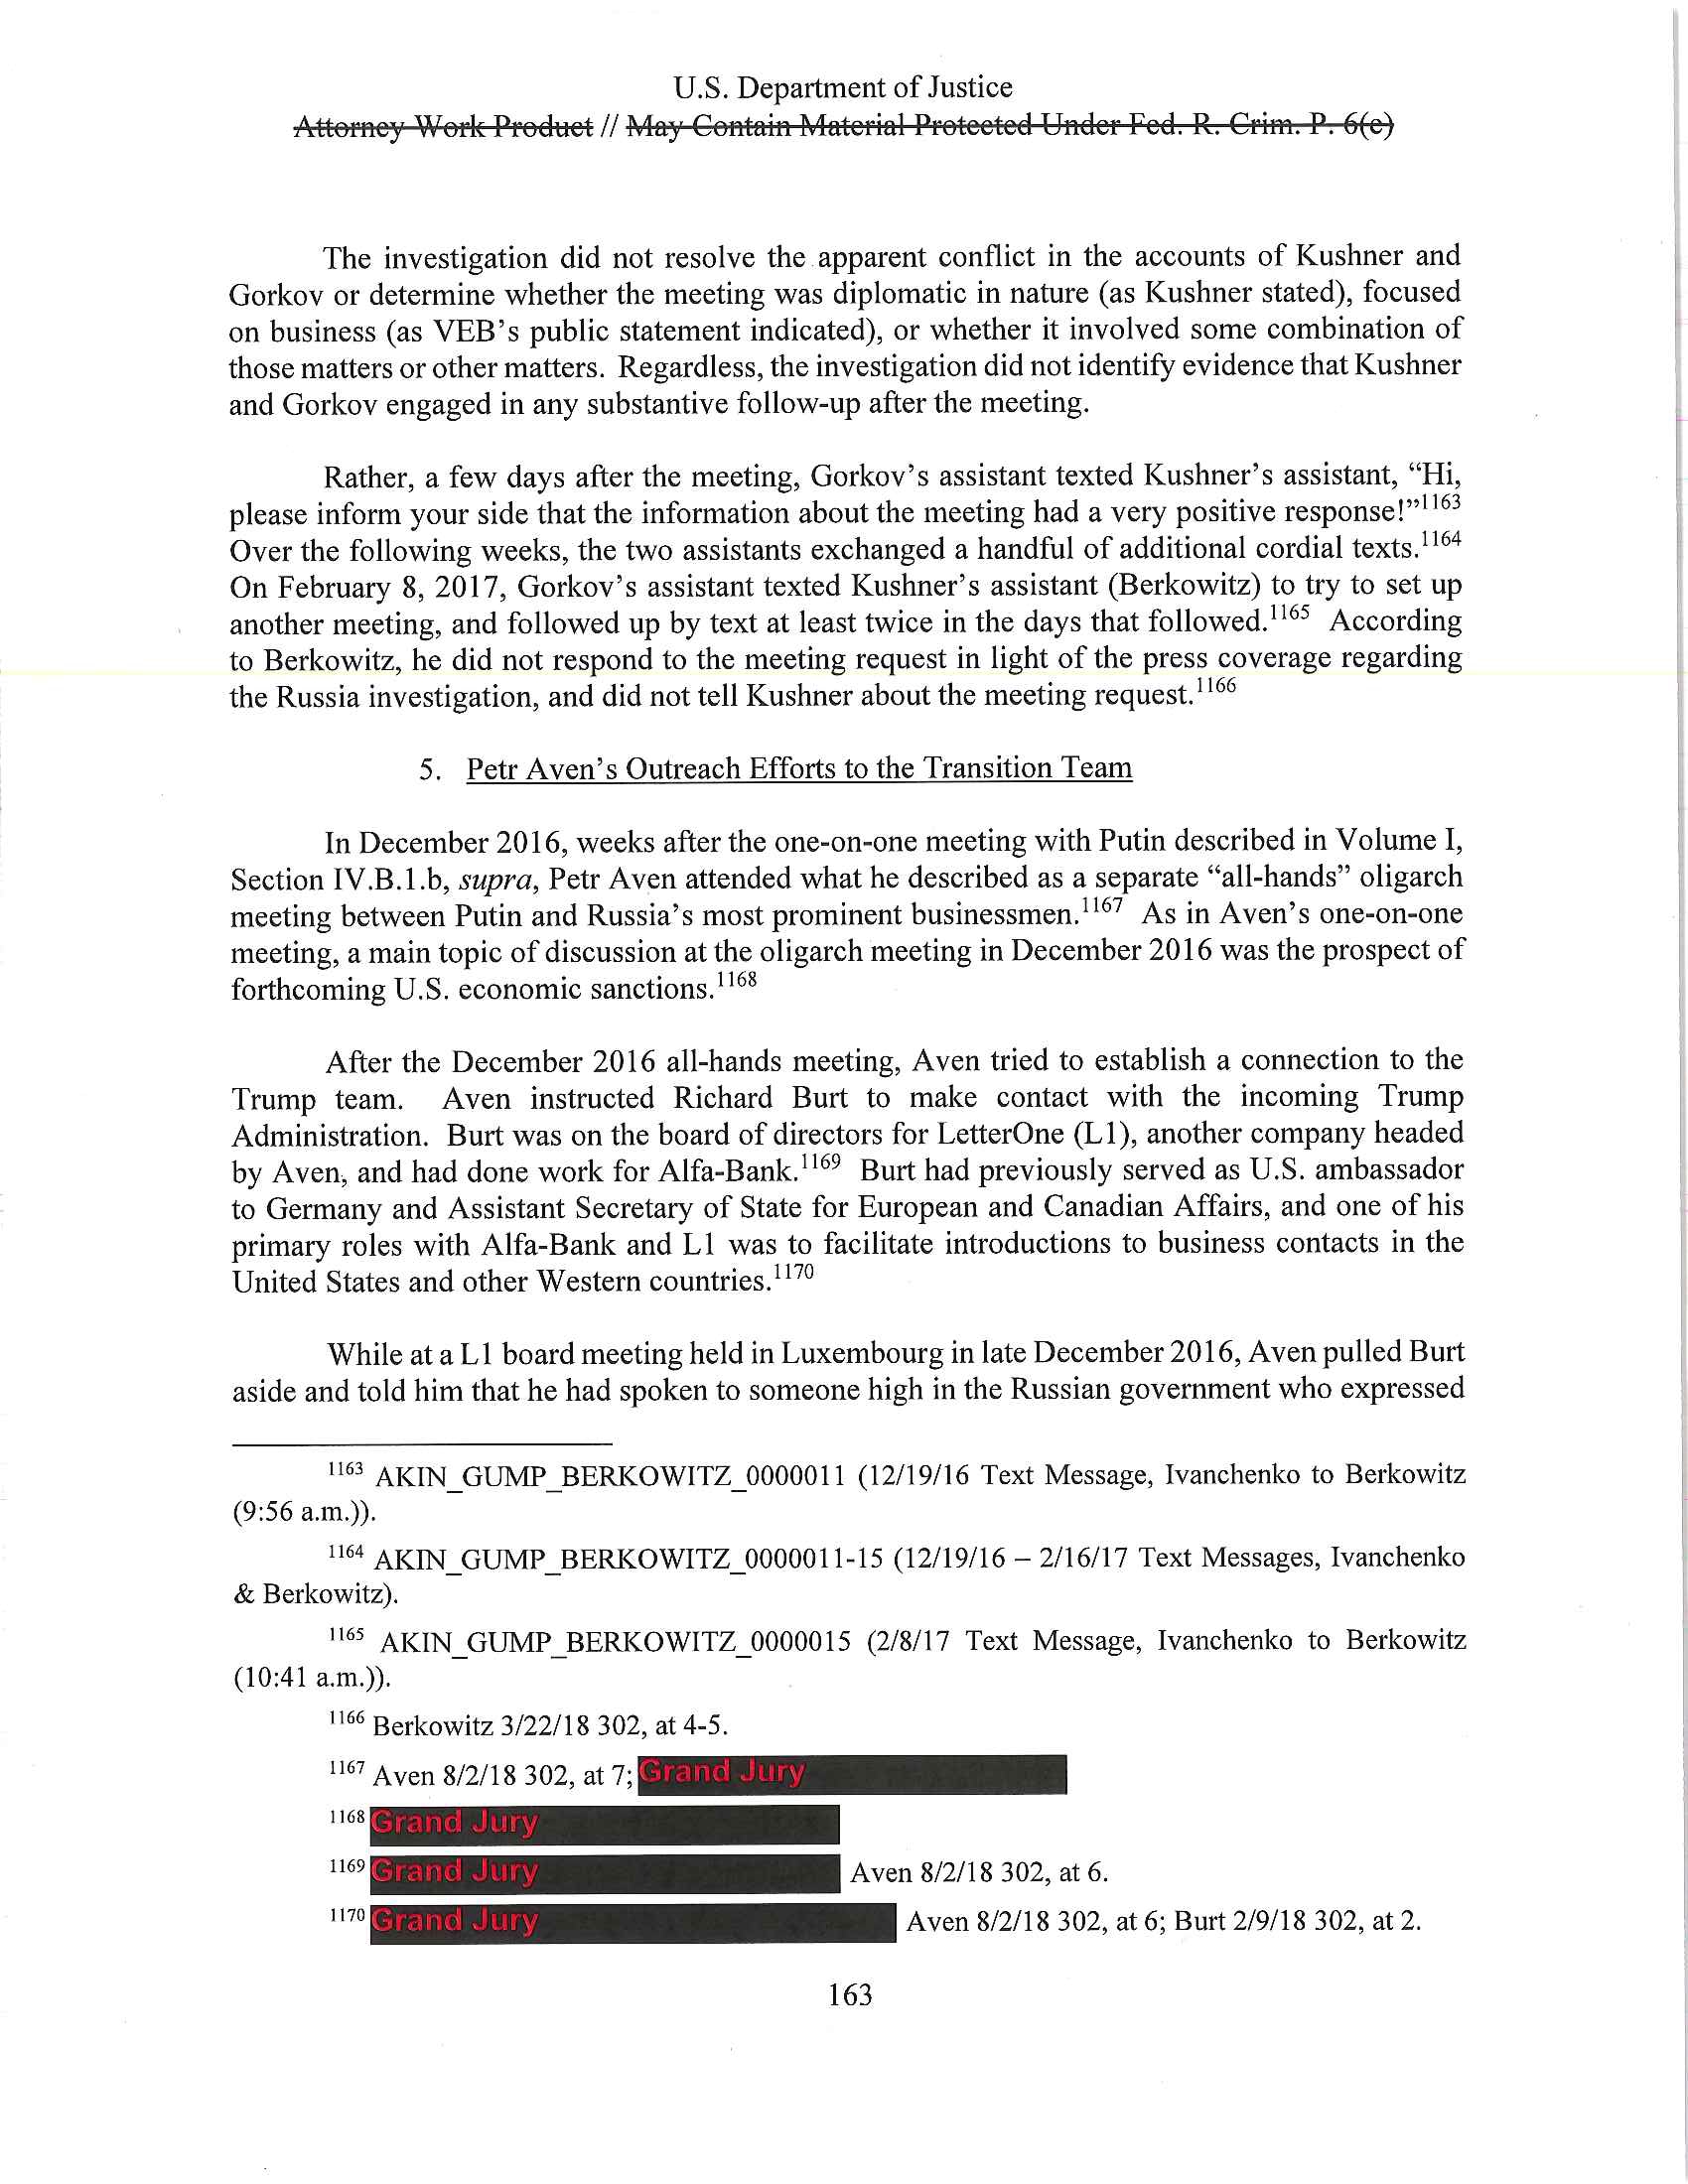 U.S. Department of Justice
Attorney Work Product // May Contain Material Protected Under Fed. R. Crim. P. 6(e)
The investigation did not resolve the apparent conflict in the accounts of Kushner and
Gorkov or determine whether the meeting was diplomatic in nature (as Kushner stated), focused
on business (as VEB's public statement indicated), or whether it involved some combination of
those matters or other matters. Regardless, the investigation did not identify evidence that Kushner
and Gorkov engaged in any substantive follow-up after the meeting.
Rather, a few days after the meeting, Gorkov's assistant texted Kushner's assistant, “Hi,
please inform your side that the information about the meeting had a very positive response!”1163
Over the following weeks, the two assistants exchanged a handful of additional cordial texts.1164
On February 8, 2017, Gorkov's assistant texted Kushner's assistant (Berkowitz) to try to set up
another meeting, and followed up by text at least twice in the days that followed.1165 According
to Berkowitz, he did not respond to the meeting request in light of the press coverage regarding
the Russia investigation, and did not tell Kushner about the meeting request.1166
5. Petr Aven's Outreach Efforts to the Transition Team
In December 2016, weeks after the one-on-one meeting with Putin described in Volume I,
Section IV.B.1.b, supra, Petr Aven attended what he described as a separate “all-hands” oligarch
meeting between Putin and Russia's most prominent businessmen.1167 As in Aven's one-on-one
meeting, a main topic of discussion at the oligarch meeting in December 2016 was the prospect of
forthcoming U.S. economic sanctions.1168
After the December 2016 all-hands meeting, Aven tried to establish a connection to the
Trump team. Aven instructed Richard Burt to make contact with the incoming Trump
Administration. Burt was on the board of directors for LetterOne (L1), another company headed
by Aven, and had done work for Alfa-Bank.1169 Burt had previously served as U.S. ambassador
to Germany and Assistant Secretary of State for European and Canadian Affairs, and one of his
primary roles with Alfa-Bank and L1 was to facilitate introductions to business contacts in the
United States and other Western countries.1170
While at a L1 board meeting held in Luxembourg in late December 2016, Aven pulled Burt
aside and told him that he had spoken to someone high in the Russian government who expressed
1163 AKIN_GUMP_BERKOWITZ_0000011 (12/19/16 Text Message, Ivanchenko to Berkowitz
(9:56 a.m.)).
1164 AKIN_GUMP_BERKOWITZ_0000011-15 (12/19/16 – 2/16/17 Text Messages, Ivanchenko
& Berkowitz).
1165 AKIN_GUMP_BERKOWITZ_0000015 (2/8/17 Text Message, Ivanchenko to Berkowitz
(10:41 a.m.)).
1166 Berkowitz 3/22/18 302, at 4-5.
1167 Aven 8/2/18 302, at 7; Grand Jury
1168 Grand Jury
1169 Grand Jury Aven 8/2/18 302, at 6.
1170 Grand Jury Aven 8/2/18 302, at 6; Burt 2/9/18 302, at 2.
163